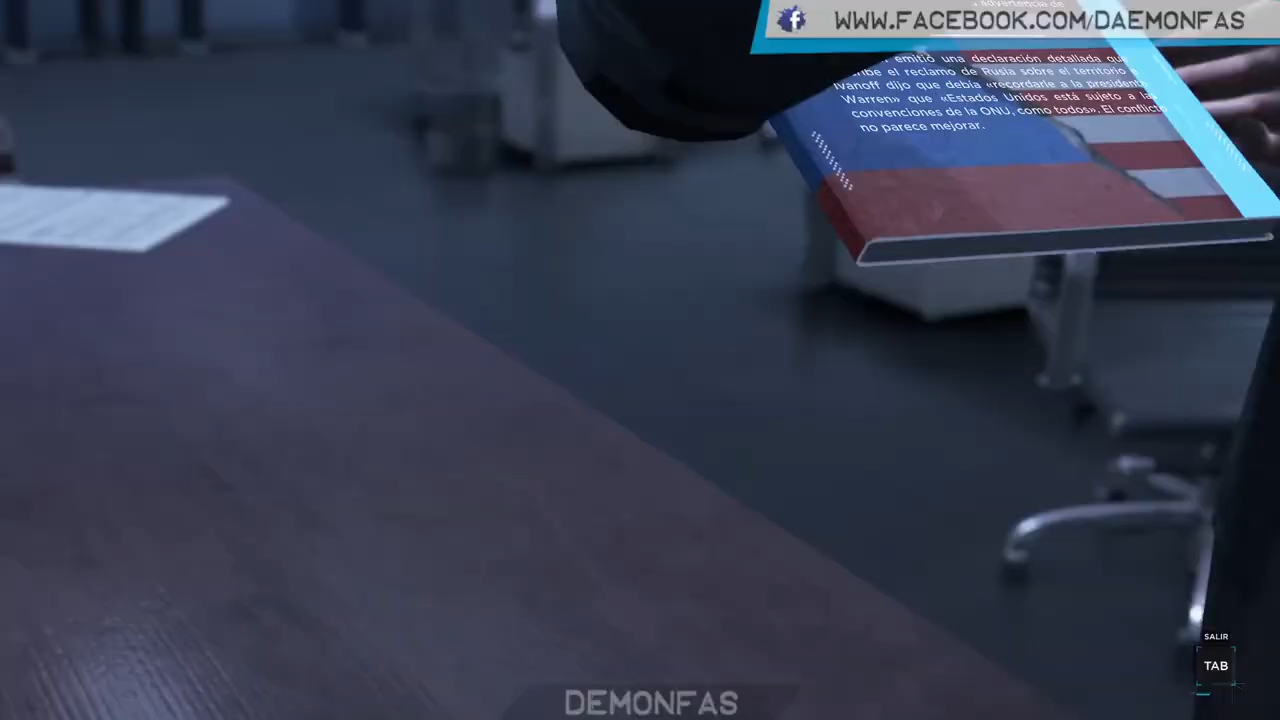 WWW.FACEBOOK.COM/DAEMONFAS
advertencia de
emitió una declaración detallada que
el reclamo de Rusia sobre el territorio
Ivanoff dijo que debía «recordarle a la presidenta
Warren» que «Estados Unidos está sujeto a las
convenciones de la ONU, como todos». El conflicto
no parece mejorar.
SALIR
TAB
DEMONFAS